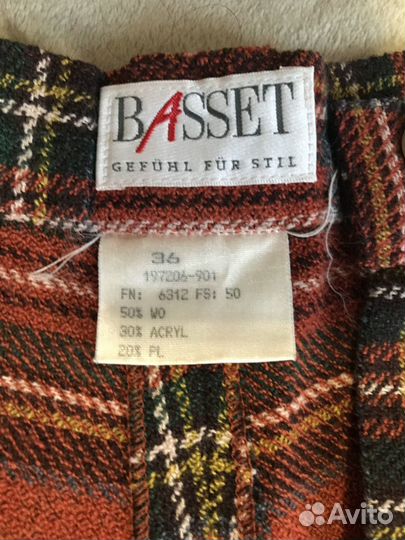 BASSET
GEFÜHL FÜR STIL
36
197206-901
FN: 6312 FS: 50
50% WO
30% ACRYL
20% PL
Avito